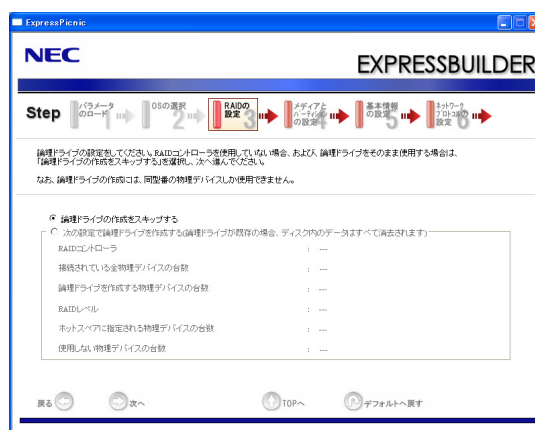 ExpressPicnic
NEC
EXPRESSBUILDER
Step
パラメータのロード 1
OSの選択 2
RAIDの設定 3
メディアとパーティションの設定 4
基本情報の設定 5
ネットワークプロトコルの設定 6
論理ドライブの設定をしてください。RAIDコントローラを使用していない場合、および、論理ドライブをそのまま使用する場合は、
「論理ドライブの作成をスキップする」を選択し、次へ進んでください。
なお、論理ドライブの作成には、同型番の物理デバイスしか使用できません。
論理ドライブの作成をスキップする
次の設定で論理ドライブを作成する(論理ドライブが既存の場合、ディスク内のデータはすべて消去されます)
RAIDコントローラ : ---
接続されている全物理デバイスの台数 : ---
論理ドライブを作成する物理デバイスの台数 : ---
RAIDレベル : ---
ホットスペアに指定される物理デバイスの台数 : ---
使用しない物理デバイスの台数 : ---
戻る 次へ TOPへ デフォルトへ戻す